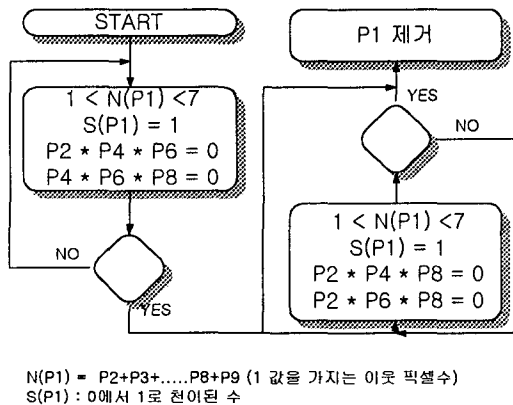 START
1 < N(P1) <7
S(P1) = 1
P2 * P4 * P6 = 0
P4 * P6 * P8 = 0
NO
YES
P1 제거
YES
NO
1 < N(P1) <7
S(P1) = 1
P2 * P4 * P8 = 0
P2 * P6 * P8 = 0
N(P1) = P2+P3+.....P8+P9 (1 값을 가지는 이웃 픽셀수)
S(P1) : 0에서 1로 천이된 수